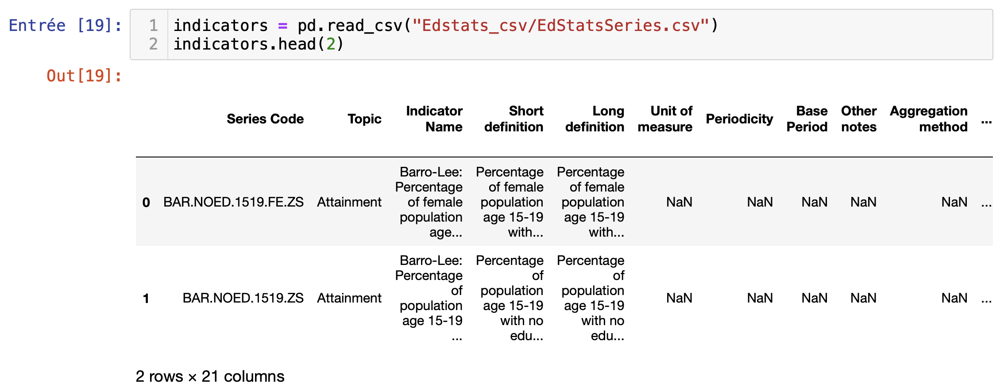 Entrée [19]: 1 indicators = pd.read_csv("Edstats_csv/EdStatsSeries.csv")
2 indicators.head(2)
Out[19]:
Series Code Topic Indicator Name Short definition Long definition Unit of measure Periodicity Base Period Other notes Aggregation method ...
0 BAR.NOED.1519.FE.ZS Attainment Barro-Lee: Percentage of female population age... Percentage of female population age 15-19 with... Percentage of female population age 15-19 with... NaN NaN NaN NaN NaN ...
1 BAR.NOED.1519.ZS Attainment Barro-Lee: Percentage of population age 15-19 ... Percentage of population age 15-19 with no edu... Percentage of population age 15-19 with no edu... NaN NaN NaN NaN NaN ...
2 rows × 21 columns